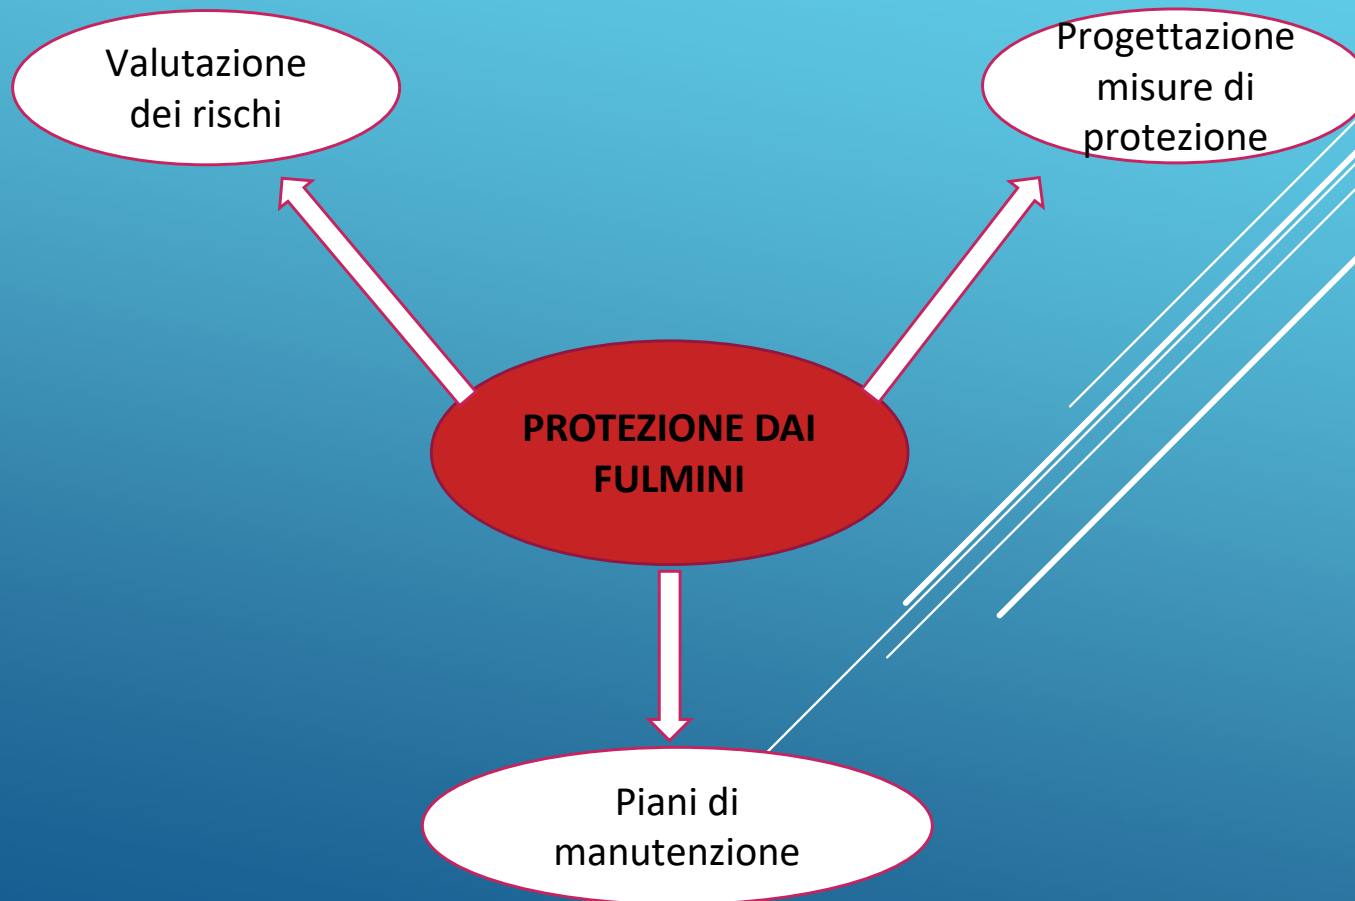 Valutazione
dei rischi
Progettazione
misure di
protezione
PROTEZIONE DAI
FULMINI
Piani di
manutenzione